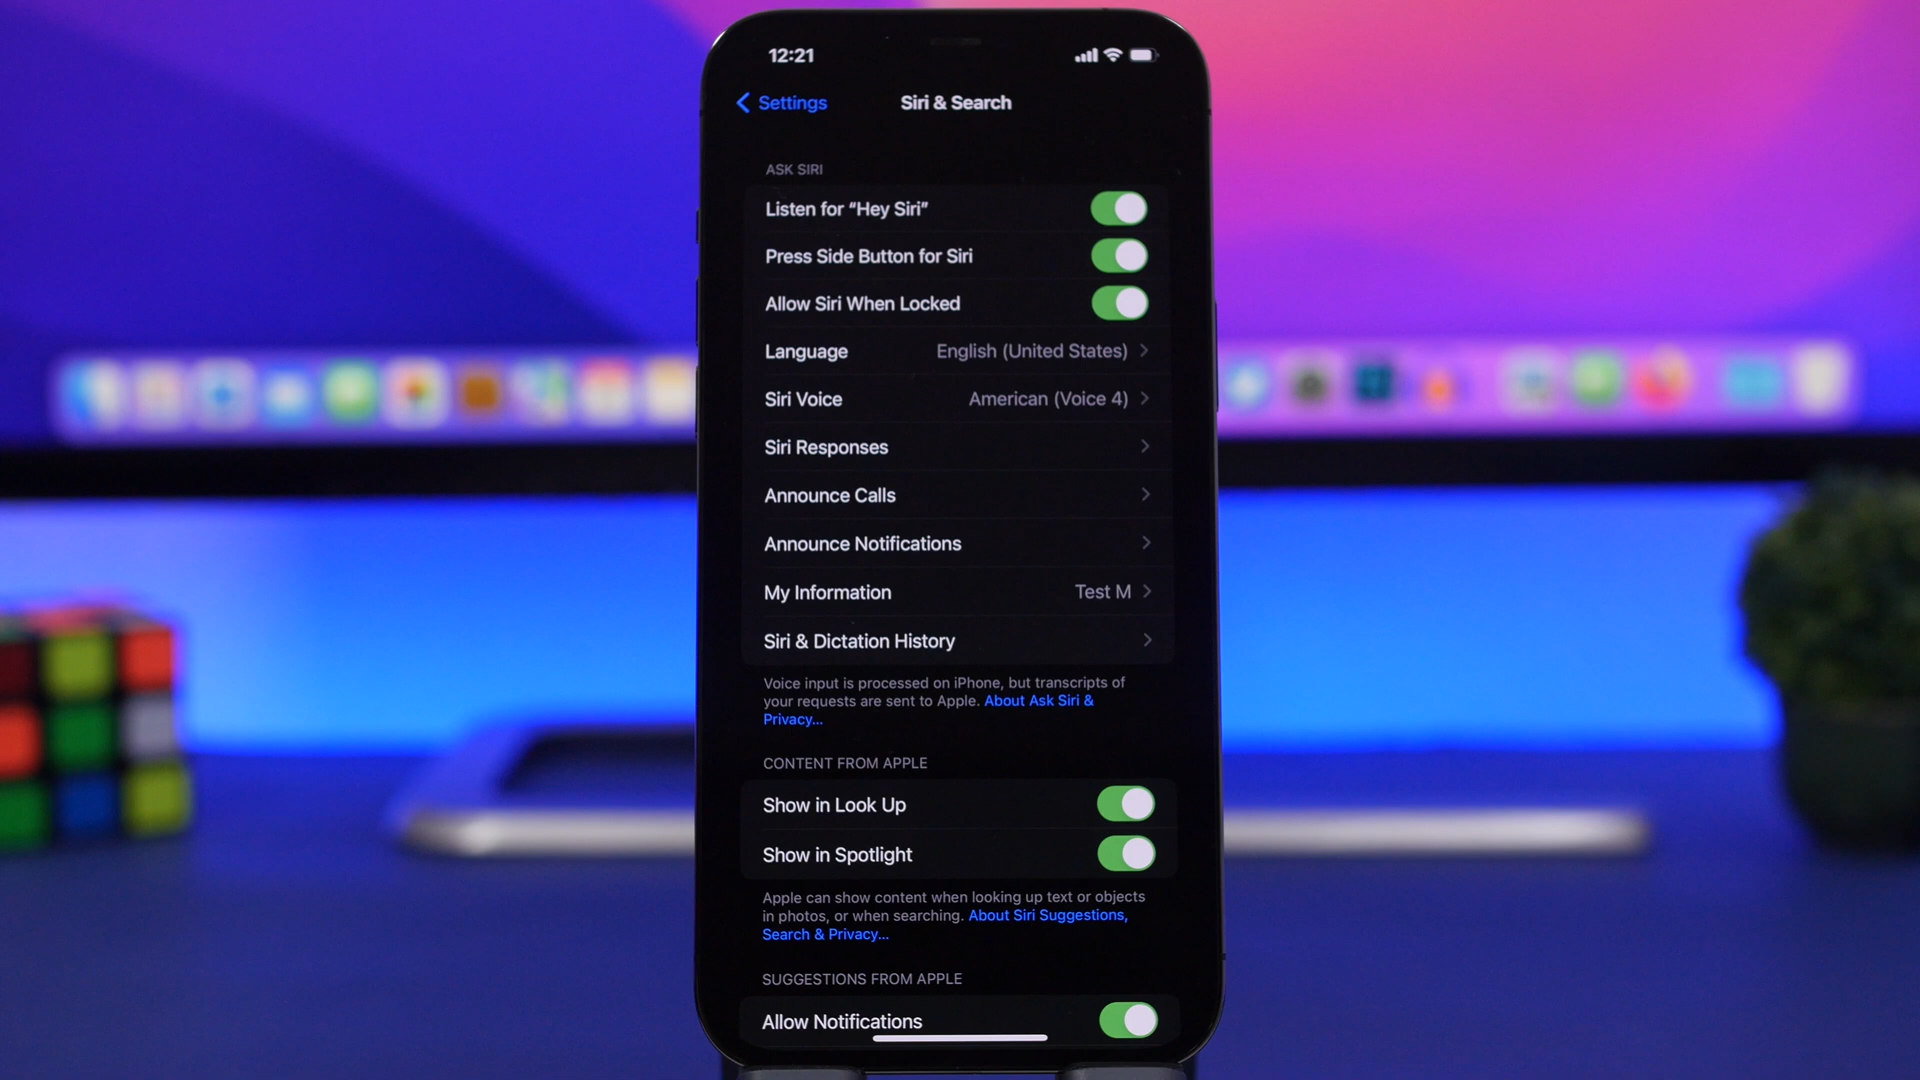 12:21
Settings
Siri & Search
ASK SIRI
Listen for “Hey Siri”
Press Side Button for Siri
Allow Siri When Locked
Language English (United States)
Siri Voice American (Voice 4)
Siri Responses
Announce Calls
Announce Notifications
My Information Test M
Siri & Dictation History
Voice input is processed on iPhone, but transcripts of
your requests are sent to Apple. About Ask Siri &
Privacy...
CONTENT FROM APPLE
Show in Look Up
Show in Spotlight
Apple can show content when looking up text or objects
in photos, or when searching. About Siri Suggestions,
Search & Privacy...
SUGGESTIONS FROM APPLE
Allow Notifications